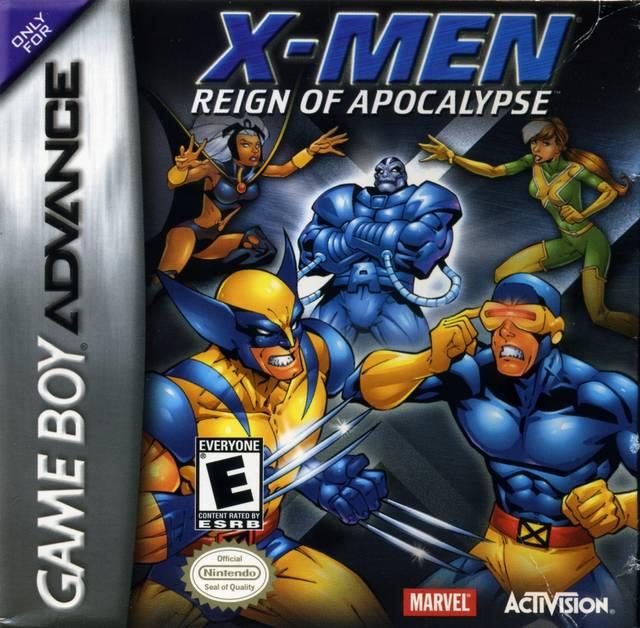 ONLY
FOR
GAME BOY ADVANCE
X-MEN
REIGN OF APOCALYPSE™
EVERYONE
E
®
CONTENT RATED BY
ESRB
Official
Nintendo
Seal of Quality
MARVEL
ACTIVISION